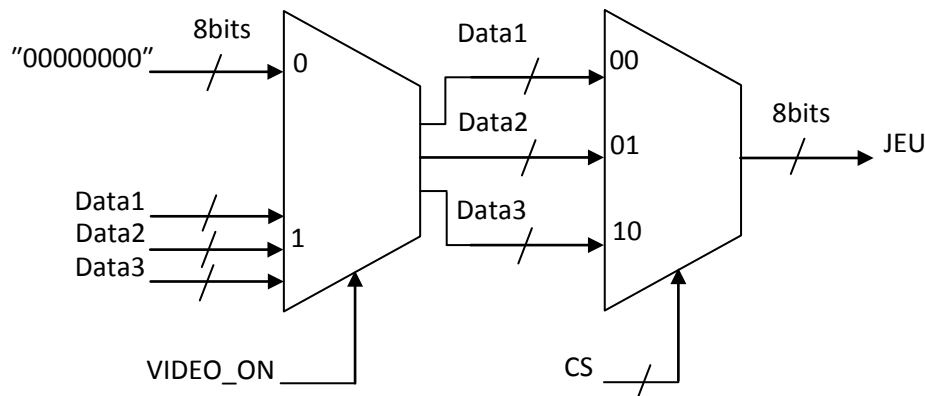 8bits
"00000000"
0
Data1
Data2
Data3
1
VIDEO_ON
Data1
Data2
Data3
00
01
10
CS
8bits
JEU